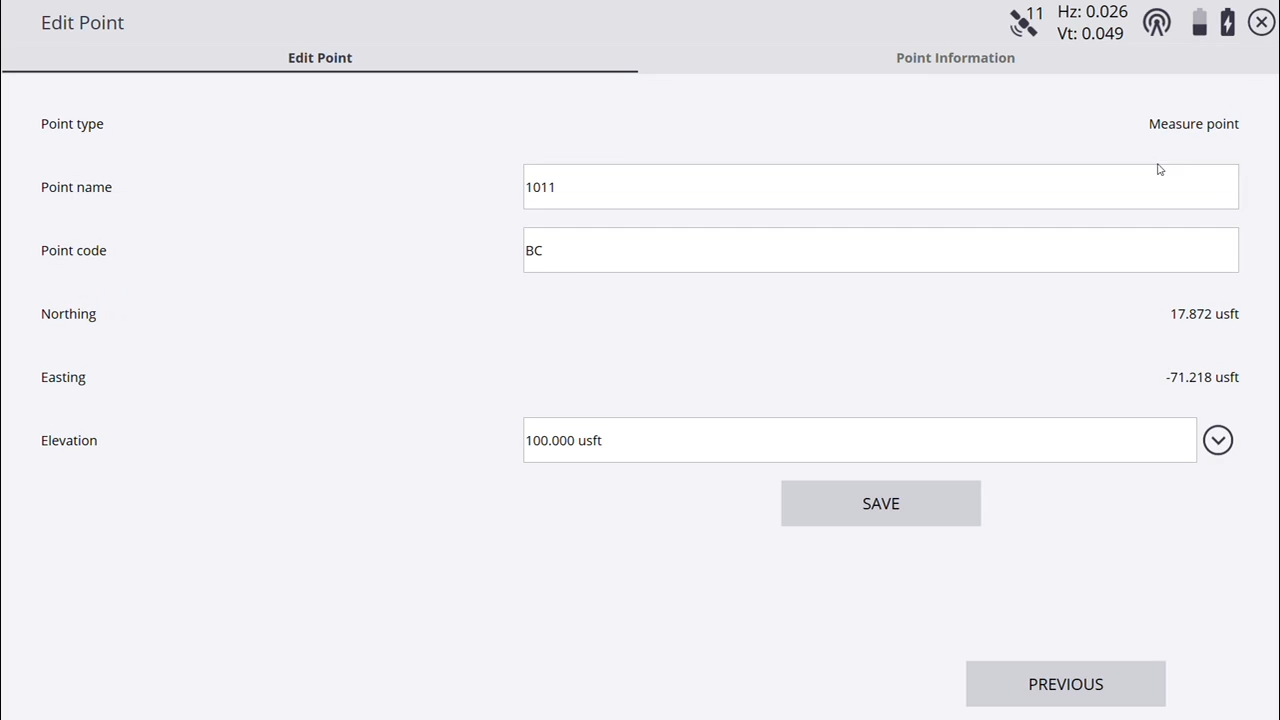 Edit Point
11
Hz: 0.026
Vt: 0.049
Edit Point
Point Information
Point type
Measure point
Point name
1011
Point code
BC
Northing
17.872 usft
Easting
-71.218 usft
Elevation
100.000 usft
SAVE
PREVIOUS